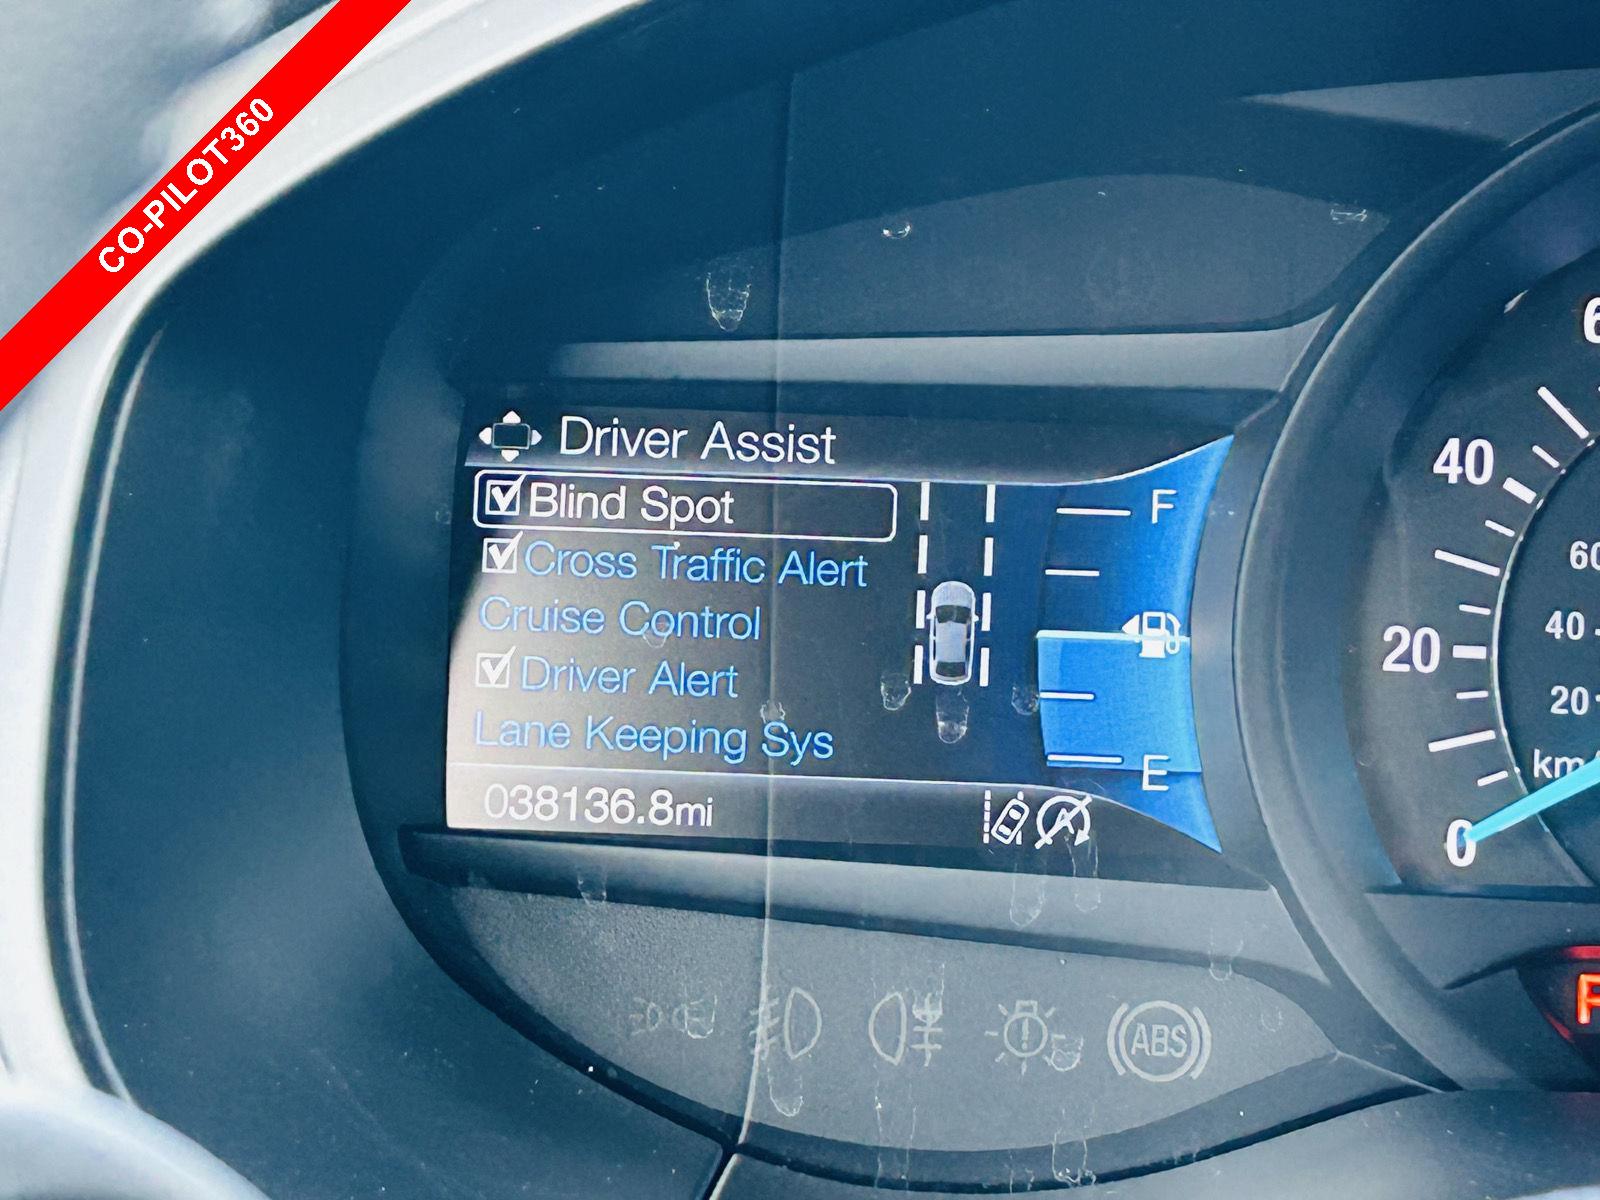 CO-PILOT360
Driver Assist
Blind Spot
Cross Traffic Alert
Cruise Control
Driver Alert
Lane Keeping Sys
038136.8mi
F
E
40
20
0
60
40
20
ABS